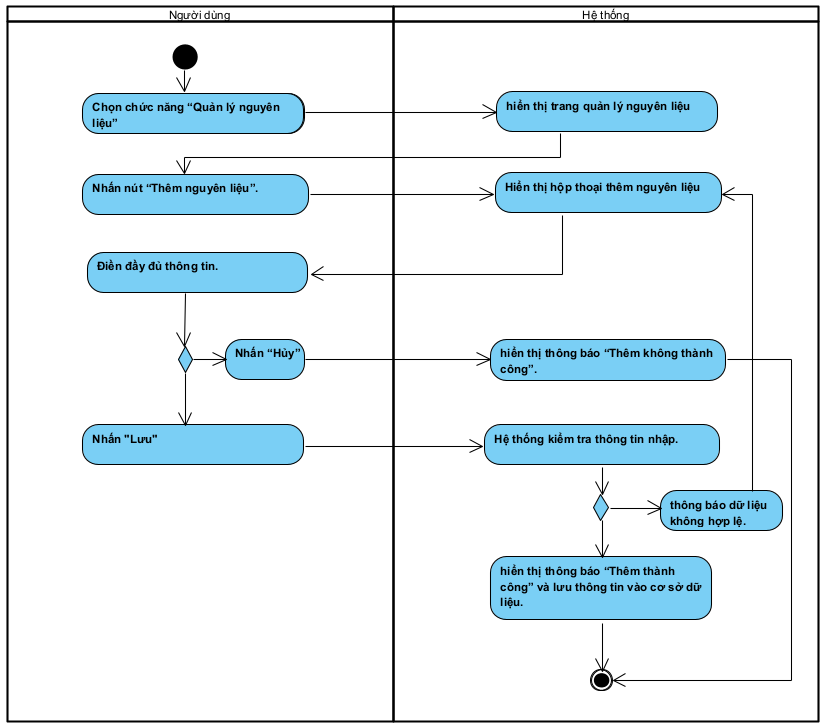 Người dùng
Hệ thống
Chọn chức năng “Quản lý nguyên
liệu”
hiển thị trang quản lý nguyên liệu
Nhấn nút “Thêm nguyên liệu”.
Hiển thị hộp thoại thêm nguyên liệu
Điền đầy đủ thông tin.
Nhấn “Hủy”
hiển thị thông báo “Thêm không thành
công”.
Nhấn "Lưu"
Hệ thống kiểm tra thông tin nhập.
thông báo dữ liệu
không hợp lệ.
hiển thị thông báo “Thêm thành
công” và lưu thông tin vào cơ sở dữ
liệu.